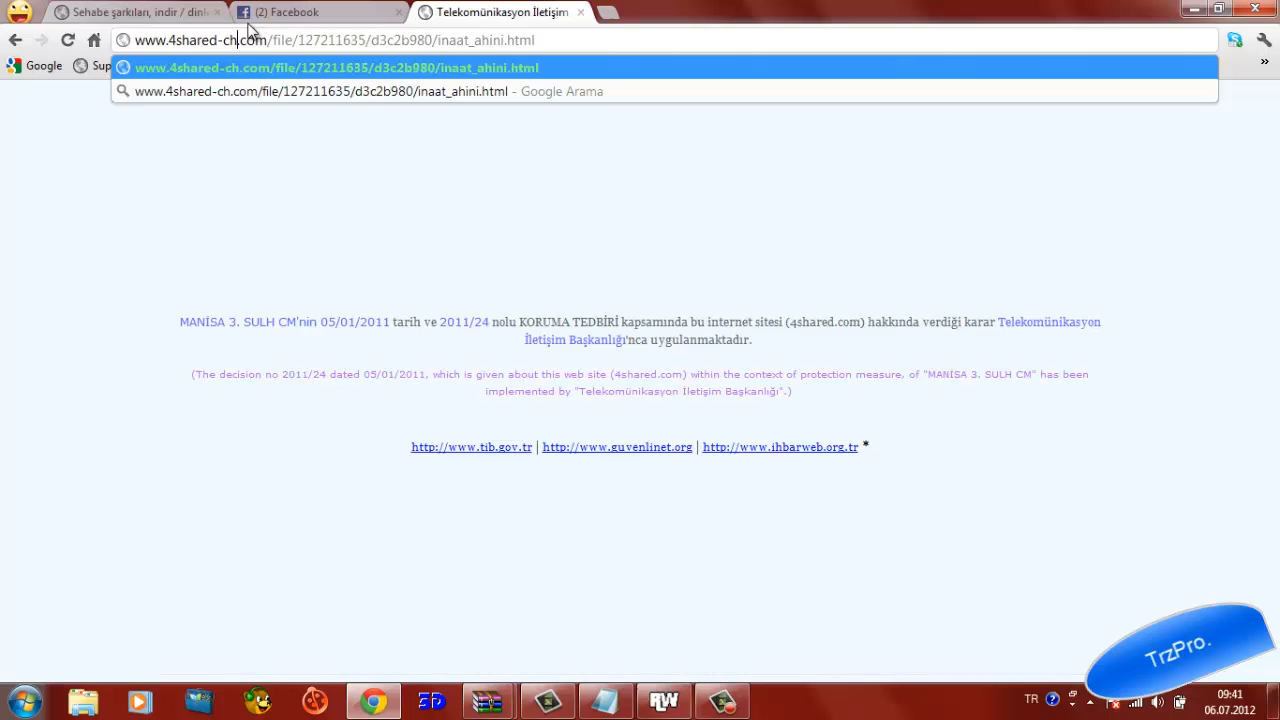 Sehabe şarkıları, indir / dinle
(2) Facebook
Telekomünikasyon İletişim
www.4shared-ch.com/file/127211635/d3c2b980/inaat_ahini.html
Google
Sup
»
www.4shared-ch.com/file/127211635/d3c2b980/inaat_ahini.html
www.4shared-ch.com/file/127211635/d3c2b980/inaat_ahini.html - Google Arama
MANİSA 3. SULH CM'nin 05/01/2011 tarih ve 2011/24 nolu KORUMA TEDBİRİ kapsamında bu internet sitesi (4shared.com) hakkında verdiği karar Telekomünikasyon
İletişim Başkanlığı'nca uygulanmaktadır.
(The decision no 2011/24 dated 05/01/2011, which is given about this web site (4shared.com) within the context of protection measure, of "MANİSA 3. SULH CM" has been
implemented by "Telekomünikasyon İletişim Başkanlığı".)
http://www.tib.gov.tr | http://www.guvenlinet.org | http://www.ihbarweb.org.tr *
TrzPro.
3D
RW
TR
09:41
06.07.2012